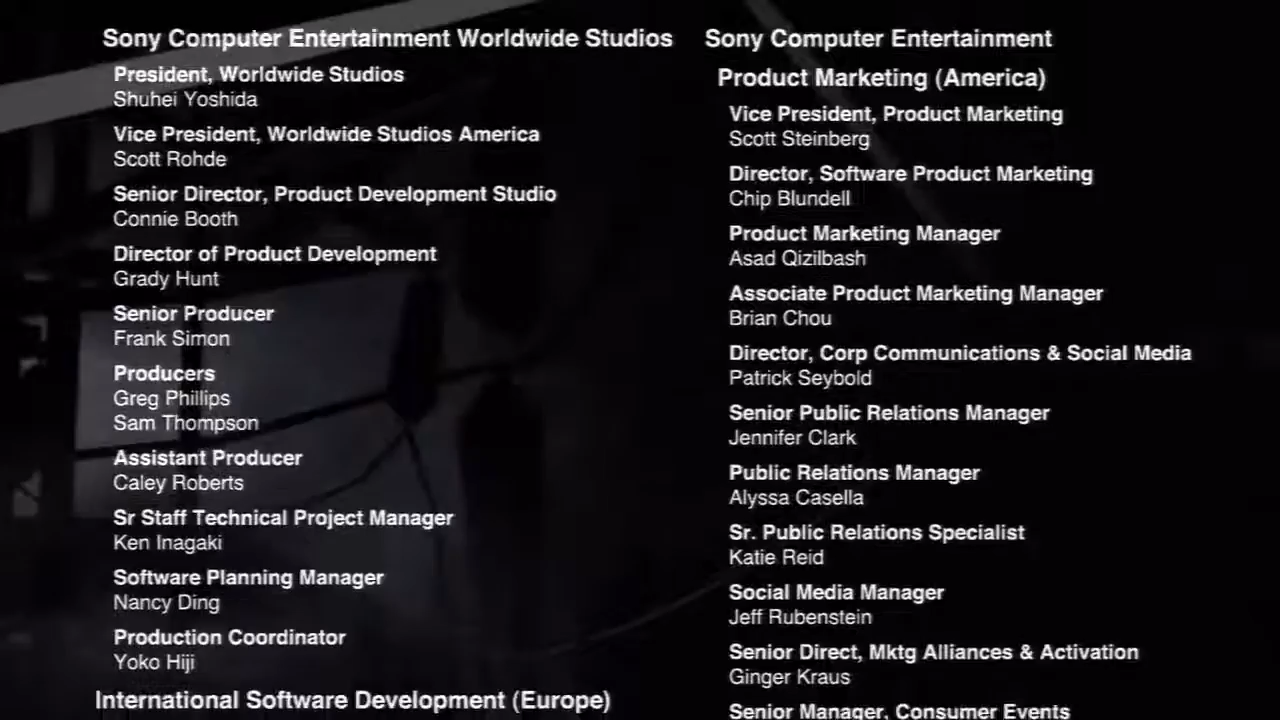 Sony Computer Entertainment Worldwide Studios
President, Worldwide Studios
Shuhei Yoshida
Vice President, Worldwide Studios America
Scott Rohde
Senior Director, Product Development Studio
Connie Booth
Director of Product Development
Grady Hunt
Senior Producer
Frank Simon
Producers
Greg Phillips
Sam Thompson
Assistant Producer
Caley Roberts
Sr Staff Technical Project Manager
Ken Inagaki
Software Planning Manager
Nancy Ding
Production Coordinator
Yoko Hiji
International Software Development (Europe)
Sony Computer Entertainment
Product Marketing (America)
Vice President, Product Marketing
Scott Steinberg
Director, Software Product Marketing
Chip Blundell
Product Marketing Manager
Asad Qizilbash
Associate Product Marketing Manager
Brian Chou
Director, Corp Communications & Social Media
Patrick Seybold
Senior Public Relations Manager
Jennifer Clark
Public Relations Manager
Alyssa Casella
Sr. Public Relations Specialist
Katie Reid
Social Media Manager
Jeff Rubenstein
Senior Direct, Mktg Alliances & Activation
Ginger Kraus
Senior Manager, Consumer Events